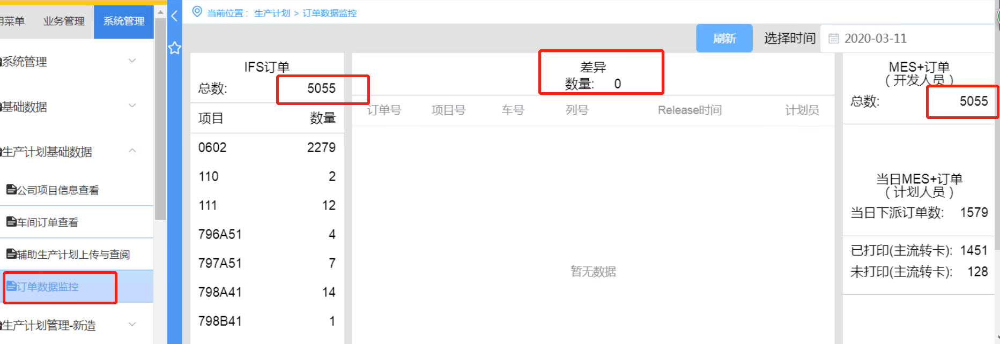 用菜单 业务管理 系统管理
系统管理
基础数据
生产计划基础数据
公司项目信息查看
车间订单查看
辅助生产计划上传与查阅
订单数据监控
生产计划管理-新造
当前位置: 生产计划 > 订单数据监控
刷新 选择时间 2020-03-11
IFS订单
总数: 5055
项目 数量
0602 2279
110 2
111 12
796A51 4
797A51 7
798A41 14
798B41 1
差异
数量: 0
订单号 项目号 车号 列号 Release时间 计划员
暂无数据
MES+订单
(开发人员)
总数: 5055
当日MES+订单
(计划人员)
当日下派订单数: 1579
已打印(主流转卡): 1451
未打印(主流转卡): 128